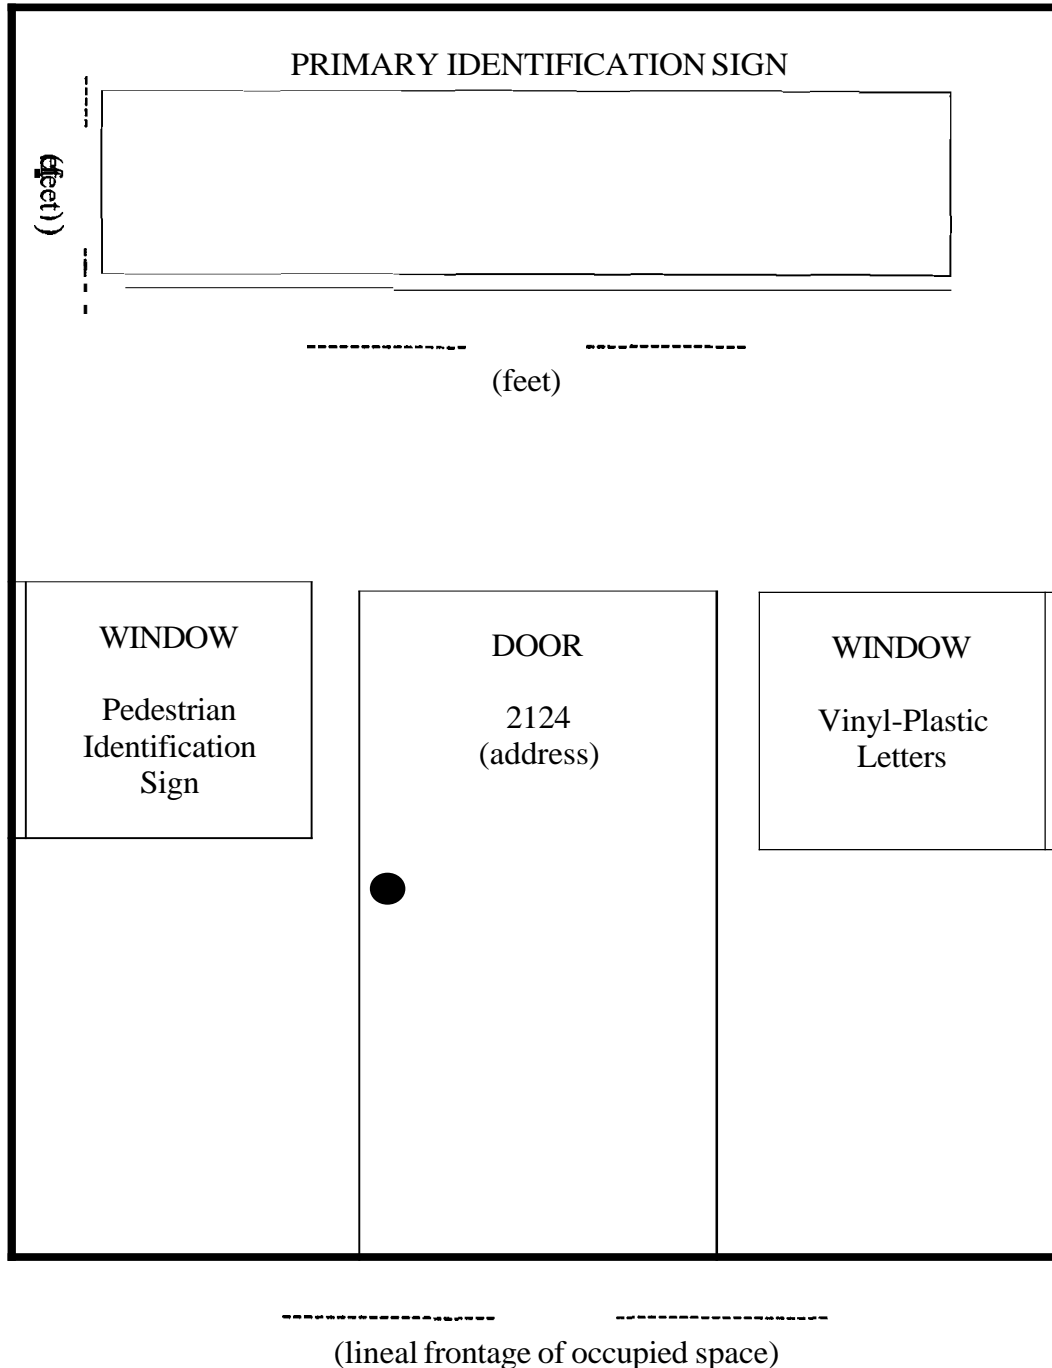 PRIMARY IDENTIFICATION SIGN
(feet)
(feet)
WINDOW
Pedestrian
Identification
Sign
DOOR
2124
(address)
WINDOW
Vinyl-Plastic
Letters
(lineal frontage of occupied space)